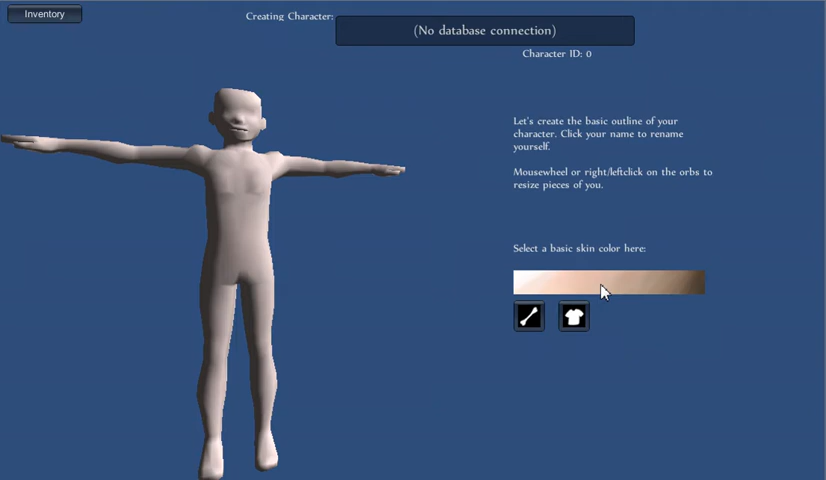 Inventory
Creating Character:
(No database connection)
Character ID: 0
Let's create the basic outline of your
character. Click your name to rename
yourself.
Mousewheel or right/leftclick on the orbs to
resize pieces of you.
Select a basic skin color here: